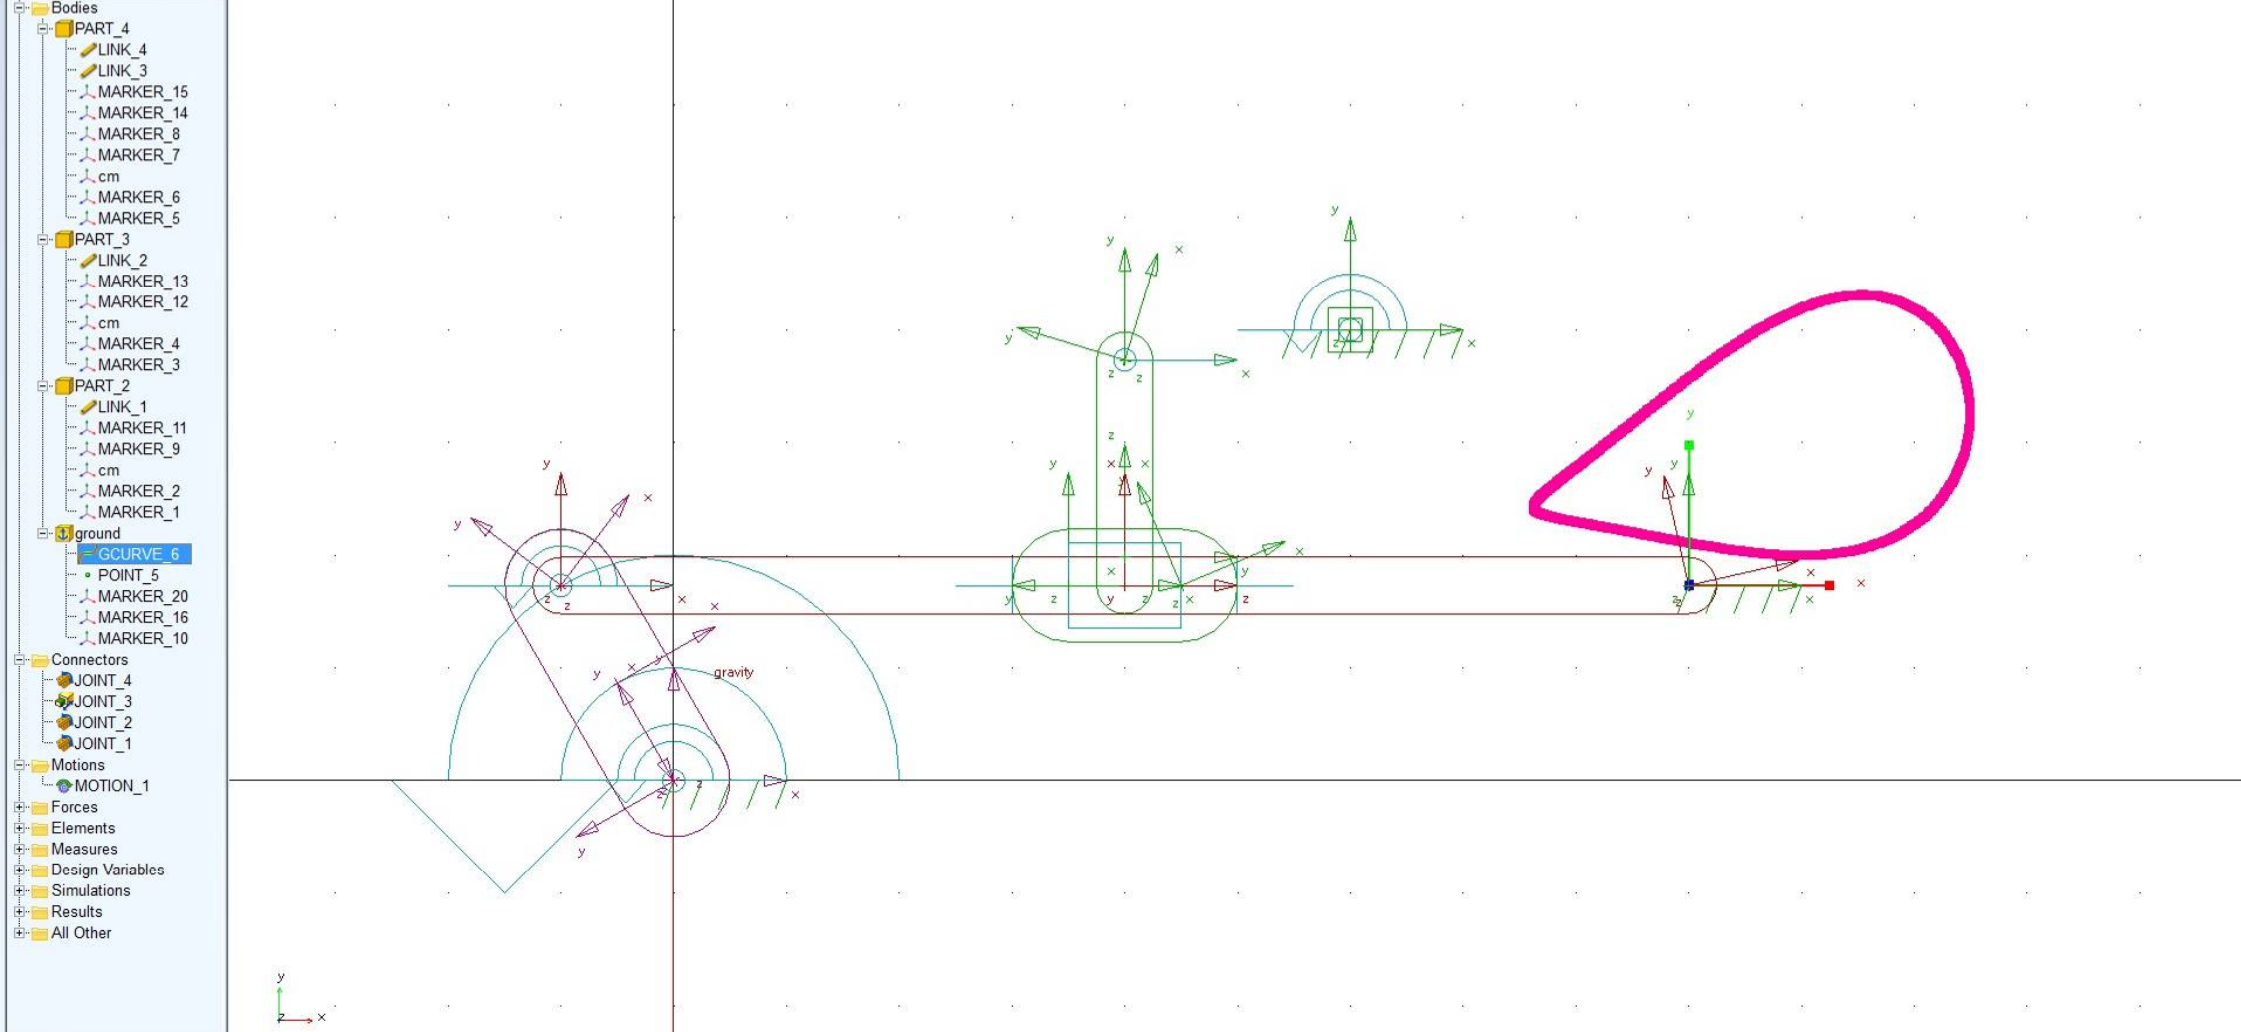 Bodies
PART_4
LINK_4
LINK_3
MARKER_15
MARKER_14
MARKER_8
MARKER_7
cm
MARKER_6
MARKER_5
PART_3
LINK_2
MARKER_13
MARKER_12
cm
MARKER_4
MARKER_3
PART_2
LINK_1
MARKER_11
MARKER_9
cm
MARKER_2
MARKER_1
ground
GCURVE_6
POINT_5
MARKER_20
MARKER_16
MARKER_10
Connectors
JOINT_4
JOINT_3
JOINT_2
JOINT_1
Motions
MOTION_1
Forces
Elements
Measures
Design Variables
Simulations
Results
All Other
y
y x
y
x
z
x
z z
y
z
y x x
y
y x
y
x
y
z z
x
x
y z
x
z
y
z x
z
y
y
y
x
x
x
z
x
y
x
gravity
z
z
x
y
y
z x